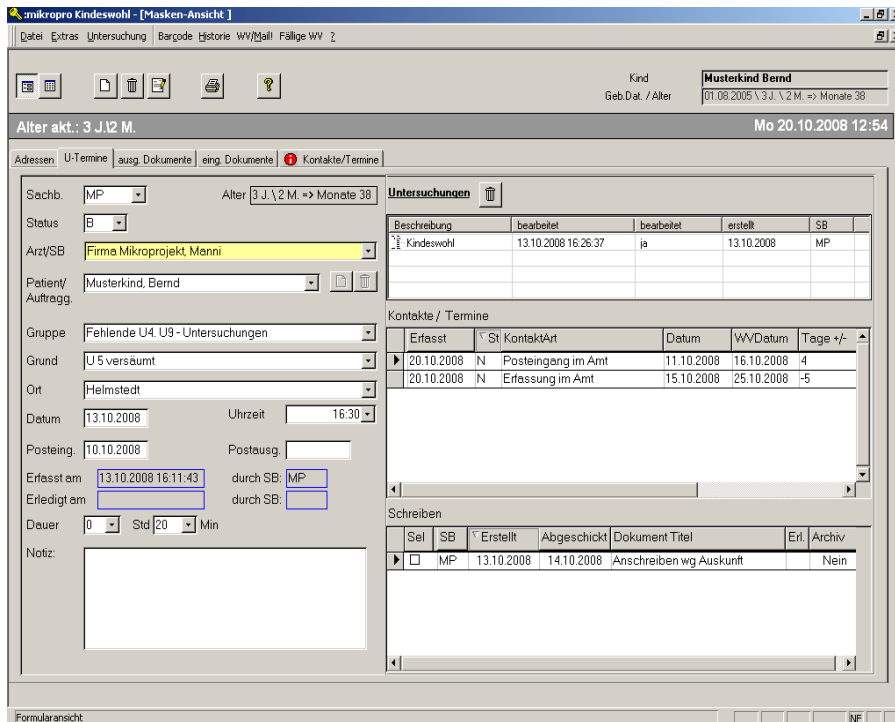 :mikropro Kindeswohl - [Masken-Ansicht ]
Datei Extras Untersuchung Barcode Historie WV/Mail! Fällige WV ?
Kind Musterkind Bernd
Geb.Dat. / Alter 01.08.2005 \ 3 J. \ 2 M. => Monate 38
Alter akt.: 3 J.\2 M. Mo 20.10.2008 12:54
Adressen U-Termine ausg. Dokumente eing. Dokumente Kontakte/Termine
Sachb. MP Alter 3 J. \ 2 M. => Monate 38
Status B
Arzt/SB Firma Mikroprojekt, Manni
Patient/ Musterkind, Bernd
Auftragg.
Gruppe Fehlende U4. U9 - Untersuchungen
Grund U 5 versäumt
Ort Helmstedt
Datum 13.10.2008 Uhrzeit 16:30
Posteing. 10.10.2008 Postausg.
Erfasst am 13.10.2008 16:11:43 durch SB: MP
Erledigt am durch SB:
Dauer 0 Std 20 Min
Notiz:
Untersuchungen
Beschreibung bearbeitet bearbeitet erstellt SB
Kindeswohl 13.10.2008 16:26:37 ja 13.10.2008 MP
Kontakte / Termine
Erfasst St KontaktArt Datum WVDatum Tage +/-
20.10.2008 N Posteingang im Amt 11.10.2008 16.10.2008 4
20.10.2008 N Erfassung im Amt 15.10.2008 25.10.2008 -5
Schreiben
Sel SB Erstellt Abgeschickt Dokument Titel Erl. Archiv
MP 13.10.2008 14.10.2008 Anschreiben wg Auskunft Nein
Formularansicht NF